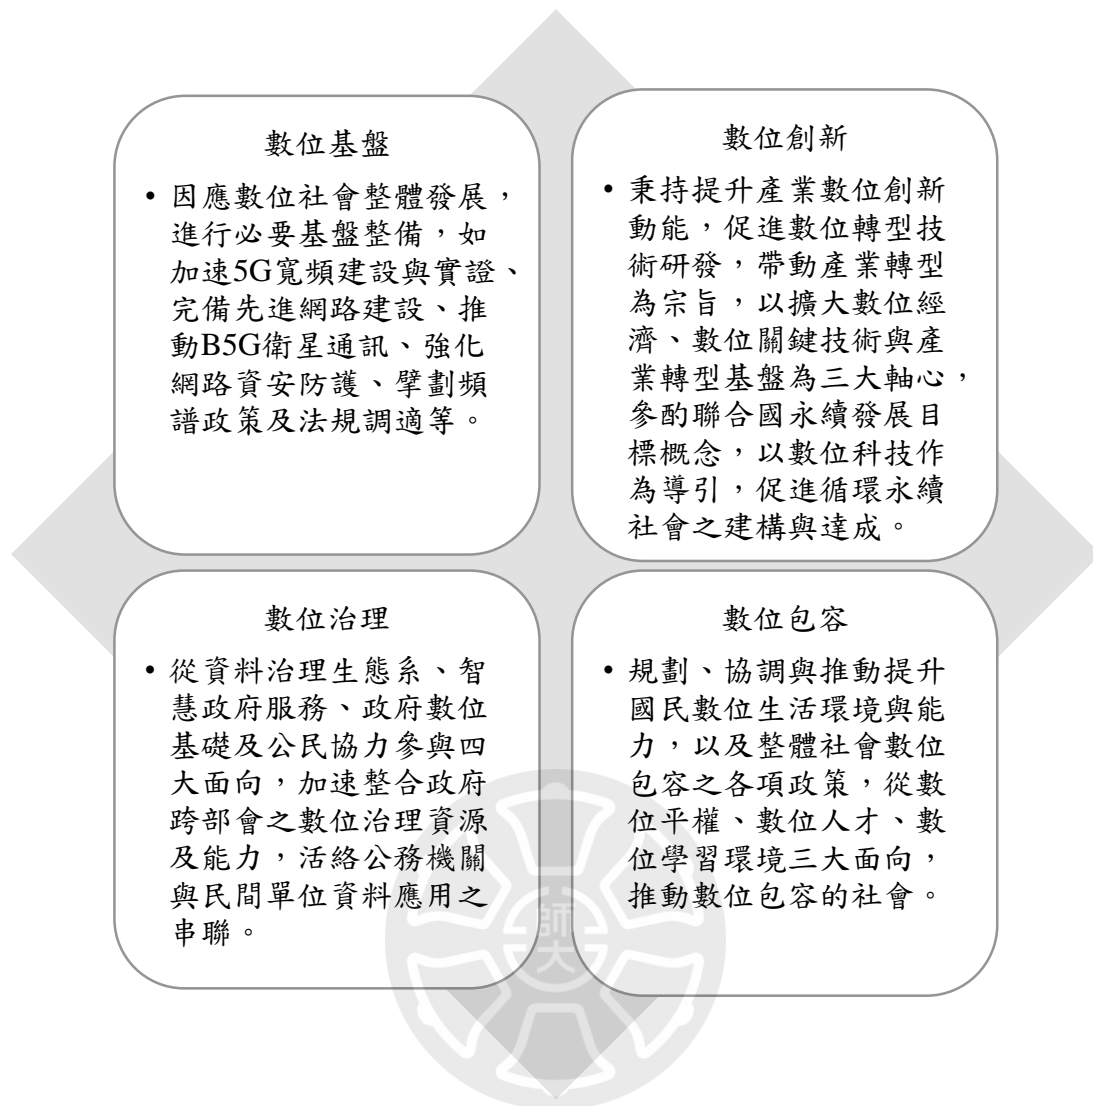 數位基盤
• 因應數位社會整體發展，
進行必要基盤整備，如
加速5G寬頻建設與實證、
完備先進網路建設、推
動B5G衛星通訊、強化
網路資安防護、擘劃頻
譜政策及法規調適等。
數位創新
• 秉持提升產業數位創新
動能，促進數位轉型技
術研發，帶動產業轉型
為宗旨，以擴大數位經
濟、數位關鍵技術與產
業轉型基盤為三大軸心，
參酌聯合國永續發展目
標概念，以數位科技作
為導引，促進循環永續
社會之建構與達成。
數位治理
• 從資料治理生態系、智
慧政府服務、政府數位
基礎及公民協力參與四
大面向，加速整合政府
跨部會之數位治理資源
及能力，活絡公務機關
與民間單位資料應用之
串聯。
數位包容
• 規劃、協調與推動提升
國民數位生活環境與能
力，以及整體社會數位
包容之各項政策，從數
位平權、數位人才、數
位學習環境三大面向，
推動數位包容的社會。
師大